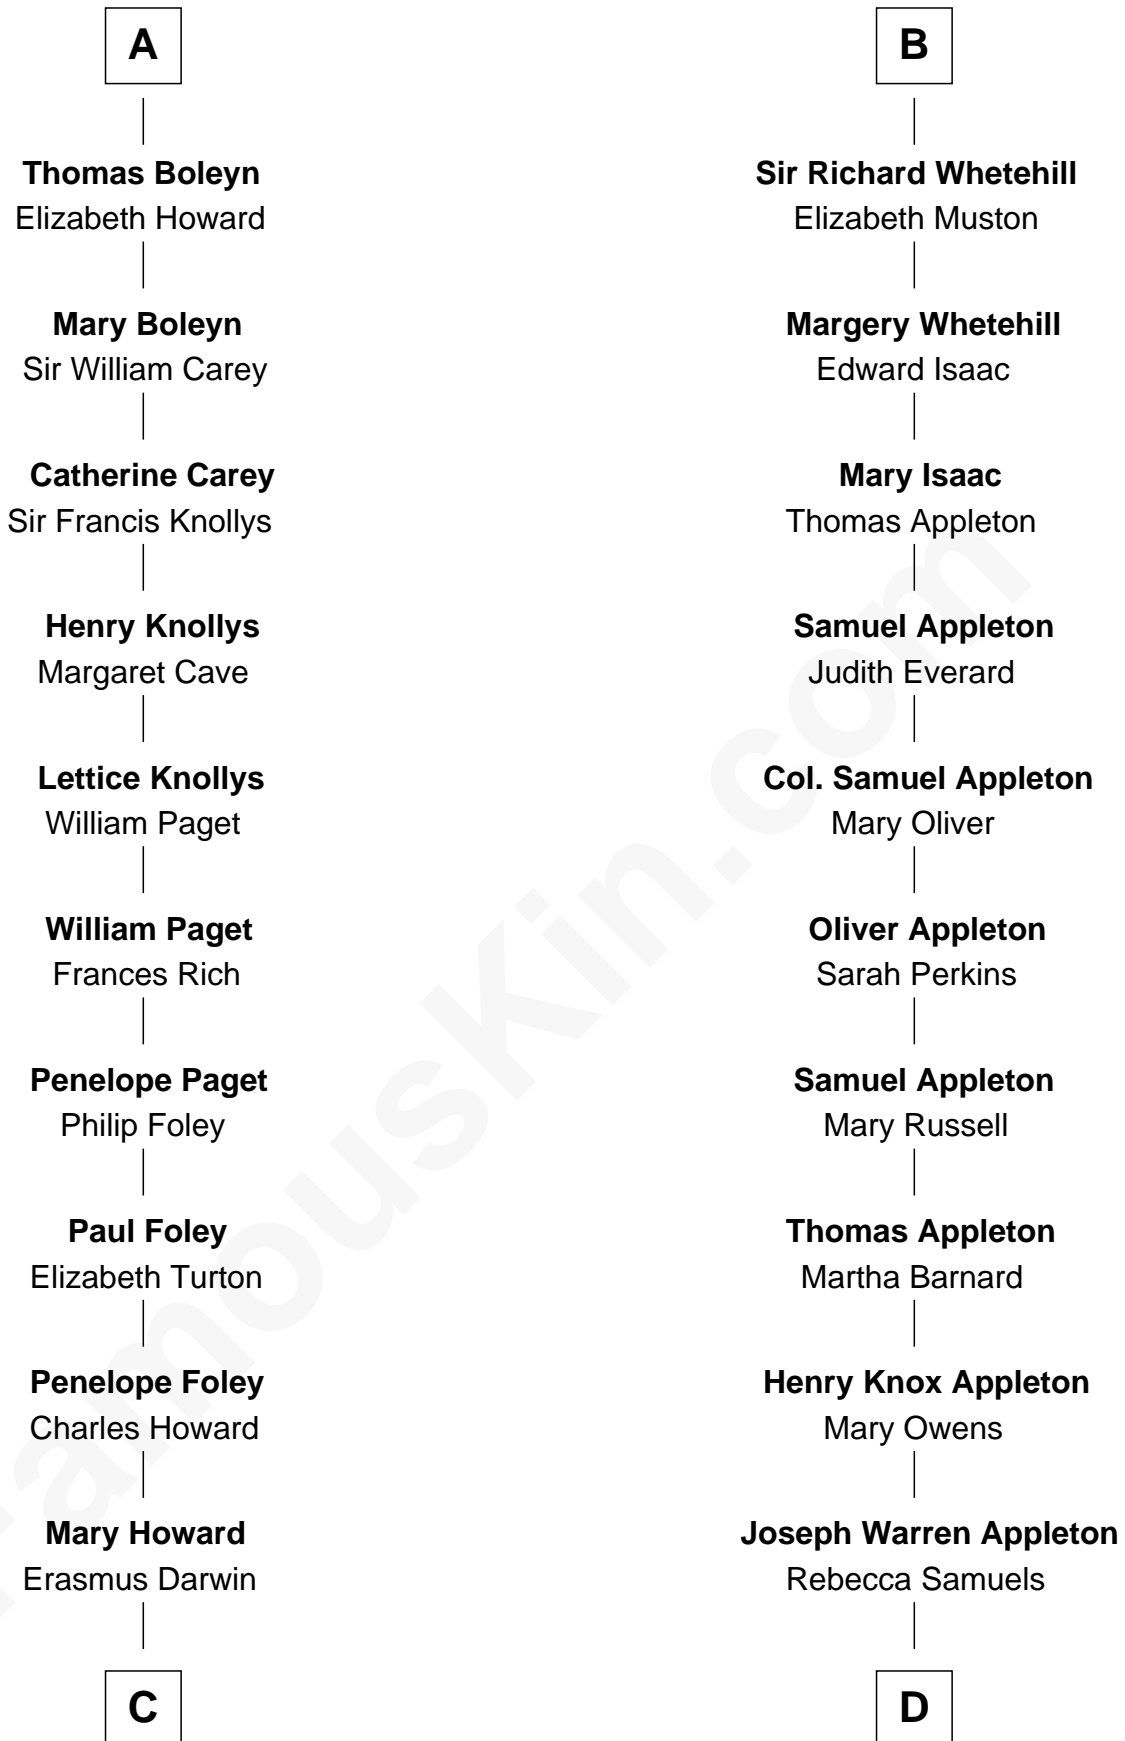 A
Thomas Boleyn
Elizabeth Howard
Mary Boleyn
Sir William Carey
Catherine Carey
Sir Francis Knollys
Henry Knollys
Margaret Cave
Lettice Knollys
William Paget
William Paget
Frances Rich
Penelope Paget
Philip Foley
Paul Foley
Elizabeth Turton
Penelope Foley
Charles Howard
Mary Howard
Erasmus Darwin
C
B
Sir Richard Whetehill
Elizabeth Muston
Margery Whetehill
Edward Isaac
Mary Isaac
Thomas Appleton
Samuel Appleton
Judith Everard
Col. Samuel Appleton
Mary Oliver
Oliver Appleton
Sarah Perkins
Samuel Appleton
Mary Russell
Thomas Appleton
Martha Barnard
Henry Knox Appleton
Mary Owens
Joseph Warren Appleton
Rebecca Samuels
D
FamousKin.com